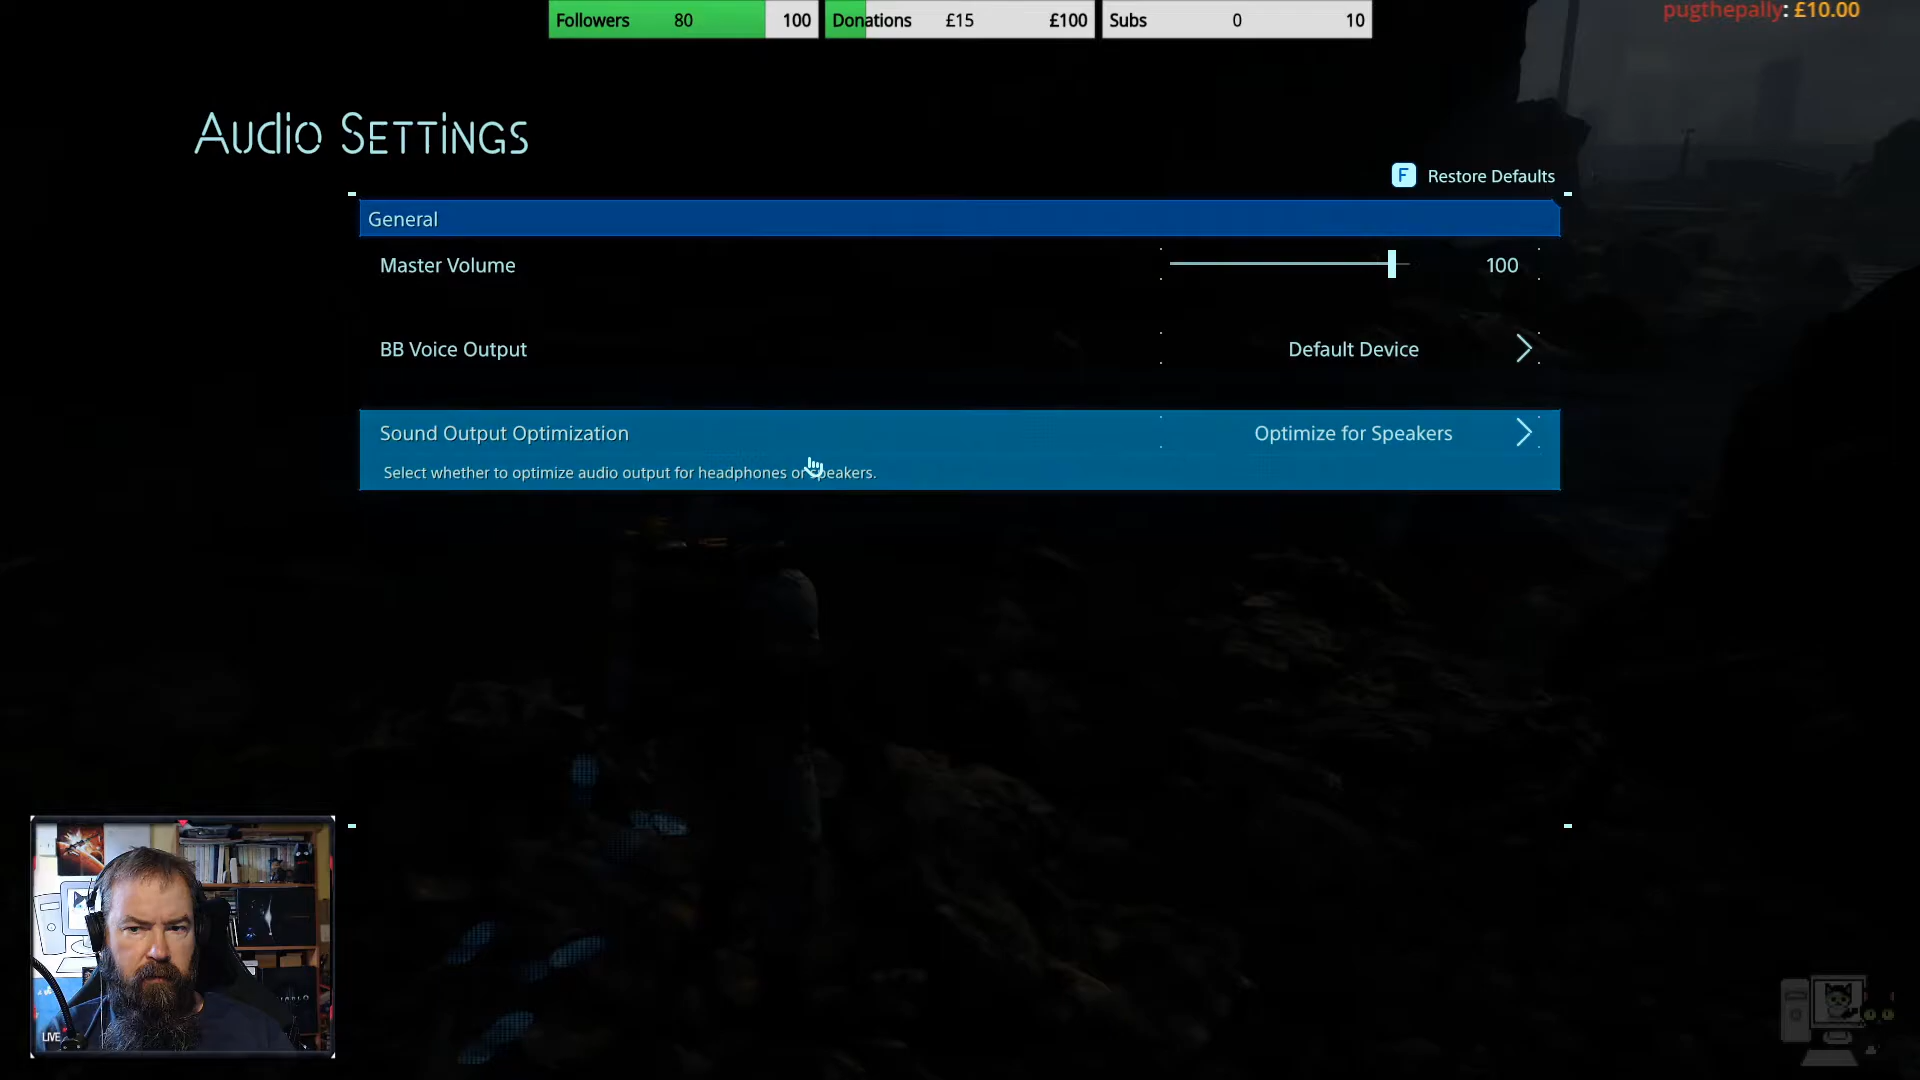 Followers 80 100 Donations £15 £100 Subs 0 10
pugthepally: £10.00
Audio Settings
F Restore Defaults
General
Master Volume 100
BB Voice Output Default Device
Sound Output Optimization Optimize for Speakers
Select whether to optimize audio output for headphones or speakers.
LIVE